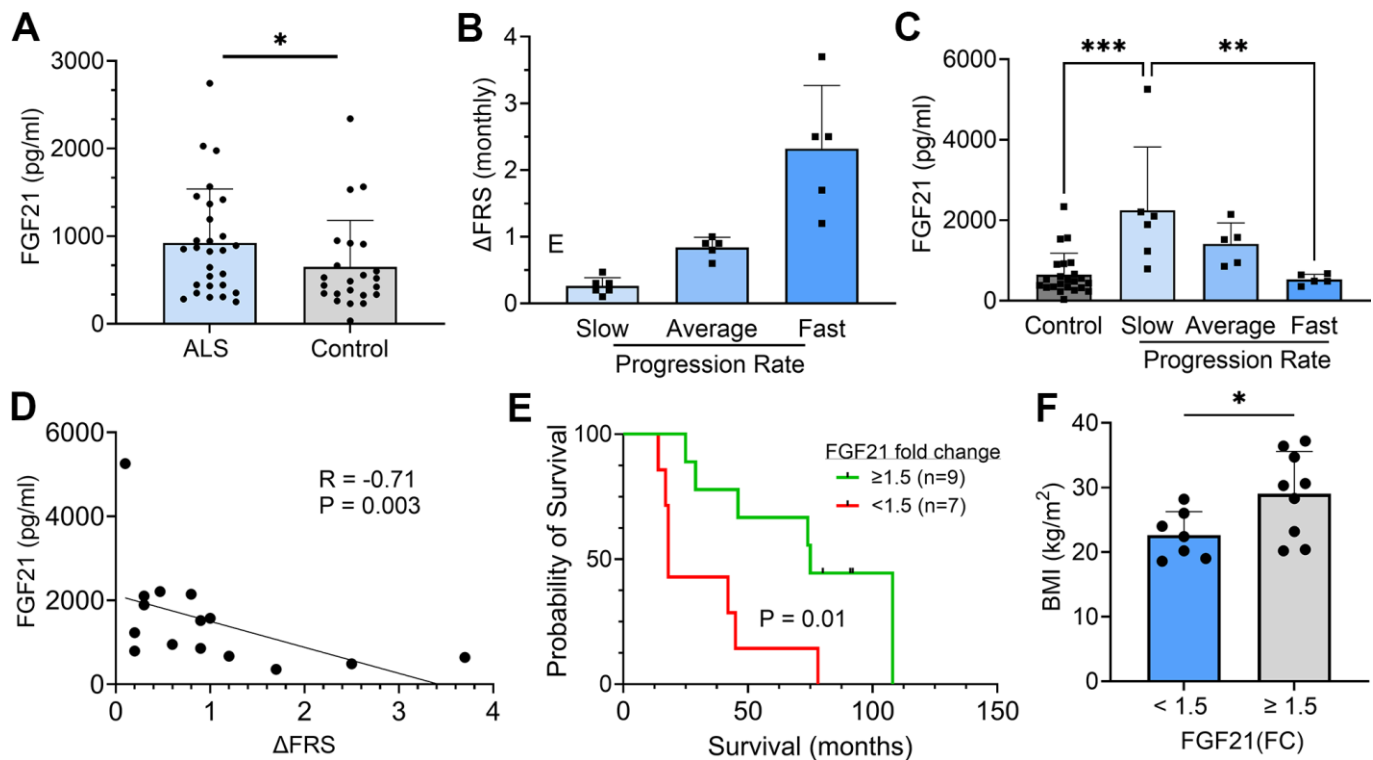 A
*
FGF21 (pg/ml)
3000
2000
1000
0
ALS
Control
B
ΔFRS (monthly)
4
3
2
1
0
E
Slow
Average
Fast
Progression Rate
C
***
**
FGF21 (pg/ml)
6000
4000
2000
0
Control
Slow
Average
Fast
Progression Rate
D
FGF21 (pg/ml)
6000
4000
2000
0
R = -0.71
P = 0.003
0
1
2
3
4
ΔFRS
E
Probability of Survival
100
50
0
FGF21 fold change
≥1.5 (n=9)
<1.5 (n=7)
P = 0.01
0
50
100
150
Survival (months)
F
*
BMI (kg/m²)
40
30
20
10
0
< 1.5
≥ 1.5
FGF21(FC)